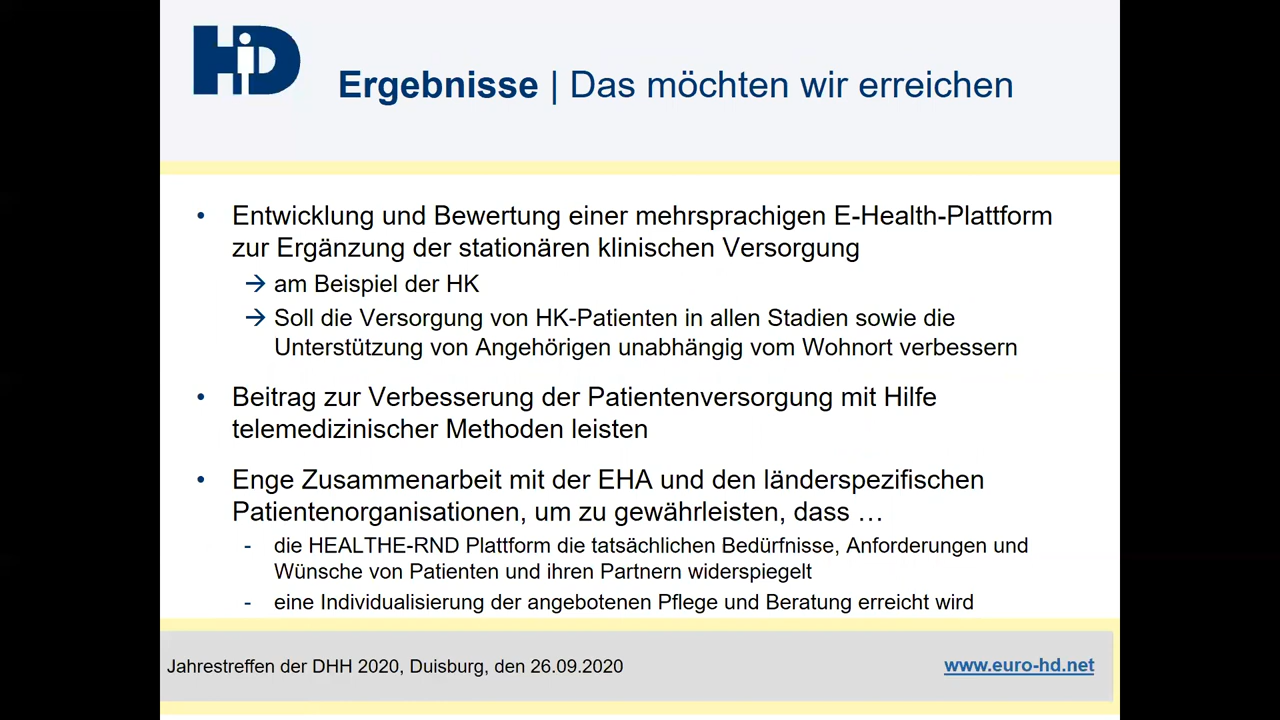 HiD
Ergebnisse | Das möchten wir erreichen
• Entwicklung und Bewertung einer mehrsprachigen E-Health-Plattform
zur Ergänzung der stationären klinischen Versorgung
→ am Beispiel der HK
→ Soll die Versorgung von HK-Patienten in allen Stadien sowie die
Unterstützung von Angehörigen unabhängig vom Wohnort verbessern
• Beitrag zur Verbesserung der Patientenversorgung mit Hilfe
telemedizinischer Methoden leisten
• Enge Zusammenarbeit mit der EHA und den länderspezifischen
Patientenorganisationen, um zu gewährleisten, dass …
- die HEALTHE-RND Plattform die tatsächlichen Bedürfnisse, Anforderungen und
Wünsche von Patienten und ihren Partnern widerspiegelt
- eine Individualisierung der angebotenen Pflege und Beratung erreicht wird
Jahrestreffen der DHH 2020, Duisburg, den 26.09.2020
www.euro-hd.net